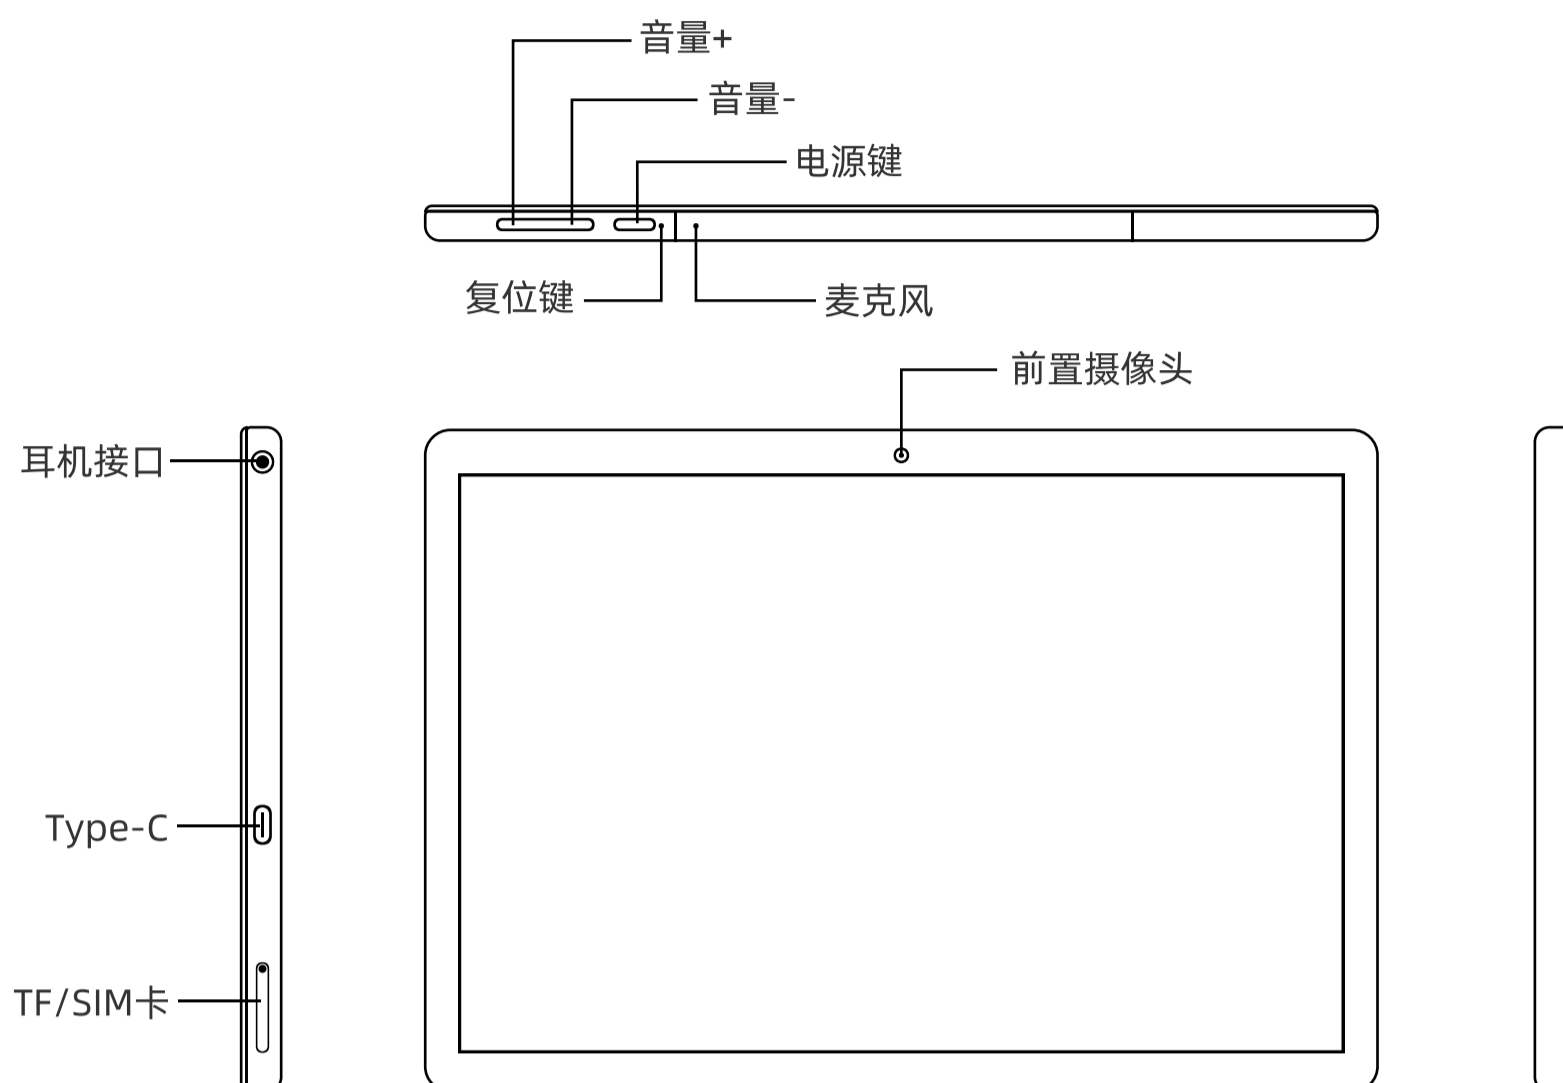 音量+
音量-
电源键
复位键
麦克风
前置摄像头
耳机接口
Type-C
TF/SIM卡